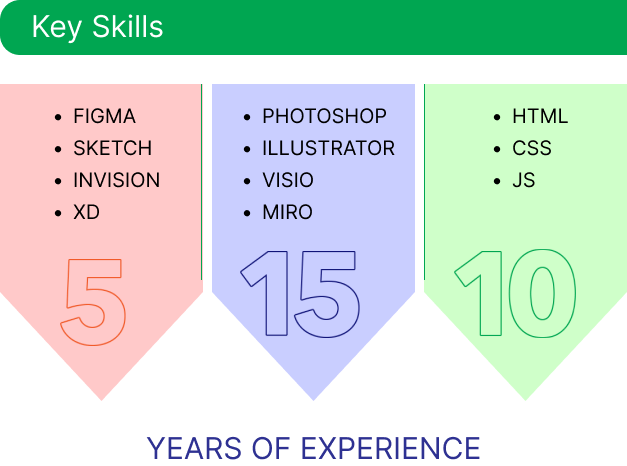 Key Skills
• FIGMA
• SKETCH
• INVISION
• XD
5
• PHOTOSHOP
• ILLUSTRATOR
• VISIO
• MIRO
15
• HTML
• CSS
• JS
10
YEARS OF EXPERIENCE